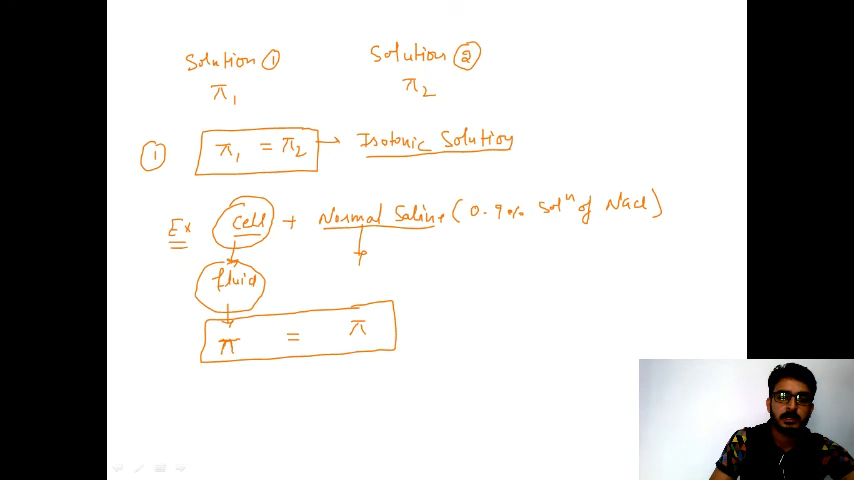 Solution ① Solution ②
π₁ π₂
① π₁ = π₂ → Isotonic Solution
Ex Cell + Normal Saline (0.9% solⁿ of NaCl)
fluid
π = π